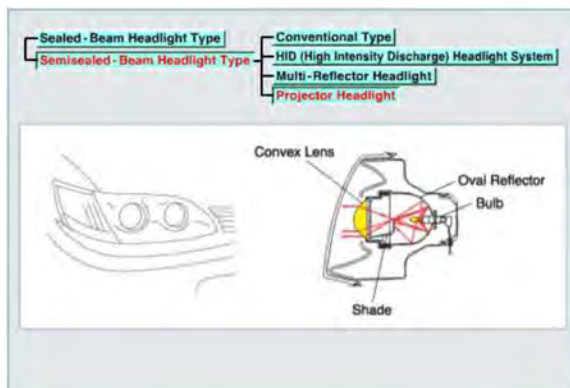 Sealed-Beam Headlight Type
Semisealed-Beam Headlight Type
Conventional Type
HID (High Intensity Discharge) Headlight System
Multi-Reflector Headlight
Projector Headlight
Convex Lens
Oval Reflector
Bulb
Shade